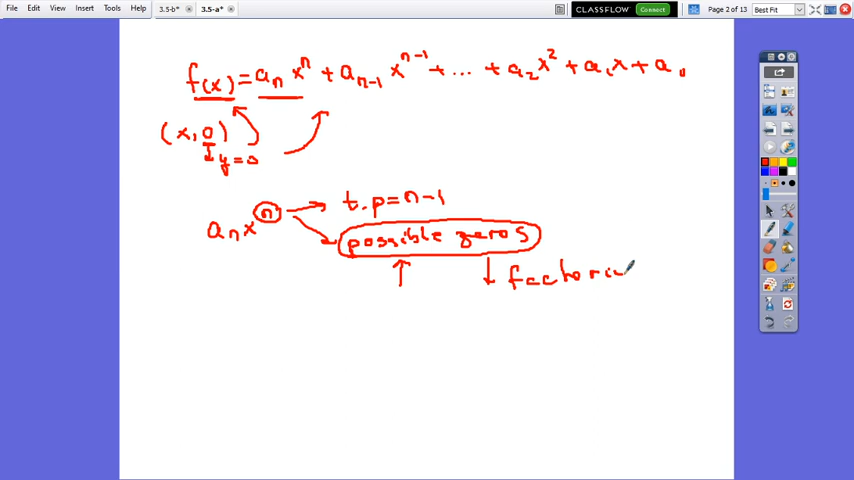 File Edit View Insert Tools Help
3.5-b* 3.5-a*
CLASSFLOW Connect
Page 2 of 13 Best Fit
f(x) = aₙxⁿ + aₙ₋₁xⁿ⁻¹ + ... + a₂x² + a₁x + a₀
(x, 0)
y=0
aₙxⁿ
t.p = n-1
possible zeros
factorin